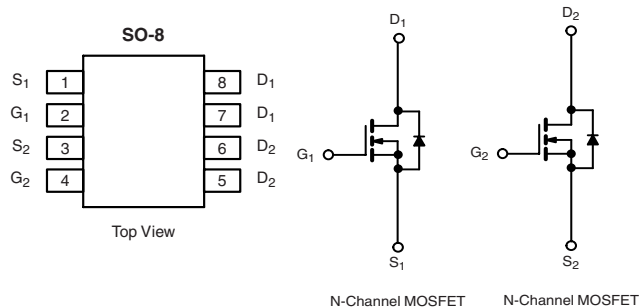 SO-8
S1 1 8 D1
G1 2 7 D1
S2 3 6 D2
G2 4 5 D2
Top View
D1
G1
S1
N-Channel MOSFET
D2
G2
S2
N-Channel MOSFET